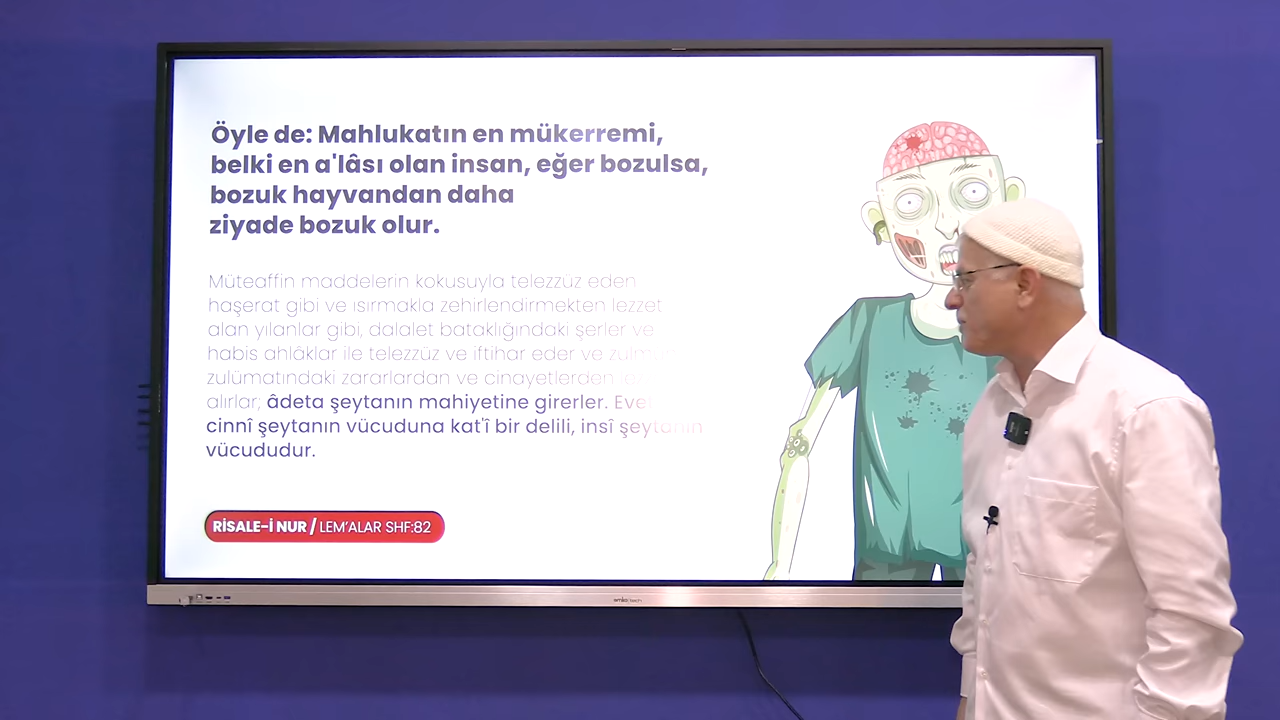 Öyle de: Mahlukatın en mükerremi,
belki en a'lâsı olan insan, eğer bozulsa,
bozuk hayvandan daha
ziyade bozuk olur.
Müteaffin maddelerin kokusuyla telezzüz eden
haşerat gibi ve ısırmakla zehirlendirmekten lezzet
alan yılanlar gibi, dalalet bataklığındaki şerler ve
habis ahlâklar ile telezzüz ve iftihar eder ve zulmün
zulümatındaki zararlardan ve cinayetlerden
alırlar; âdeta şeytanın mahiyetine girerler. Evet
cinnî şeytanın vücuduna kat'î bir delili, insî şeytanın
vücududur.
RİSALE-İ NUR / LEM'ALAR SHF:82